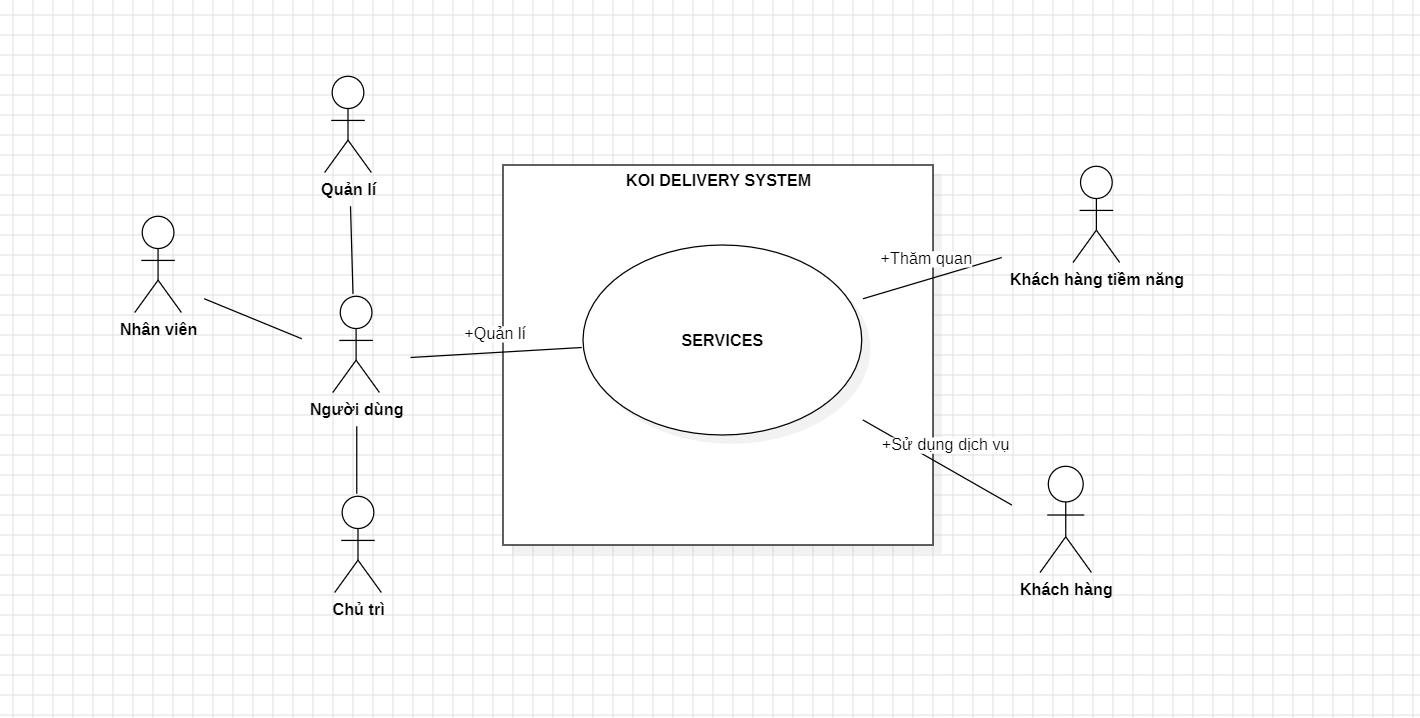 KOI DELIVERY SYSTEM
Quản lí
Nhân viên
Người dùng
Chủ trì
+Quản lí
SERVICES
+Thăm quan
Khách hàng tiềm năng
+Sử dụng dịch vụ
Khách hàng